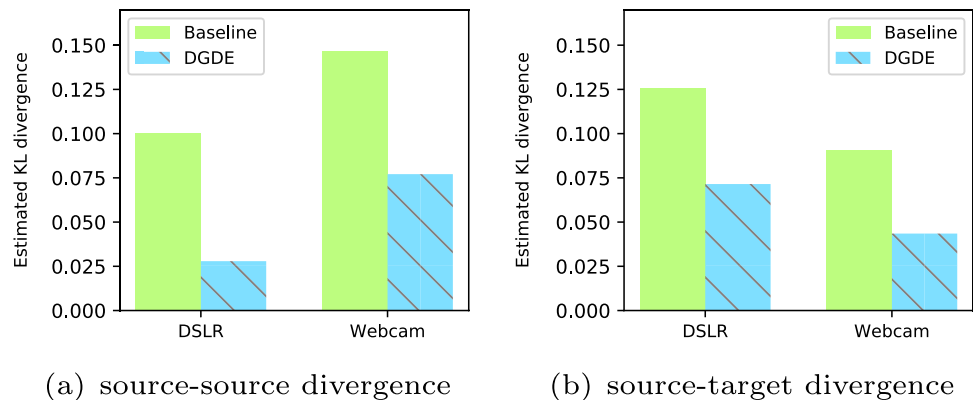 Estimated KL divergence
0.150
0.125
0.100
0.075
0.050
0.025
0.000
Baseline
DGDE
DSLR Webcam
(a) source-source divergence
Estimated KL divergence
0.150
0.125
0.100
0.075
0.050
0.025
0.000
Baseline
DGDE
DSLR Webcam
(b) source-target divergence